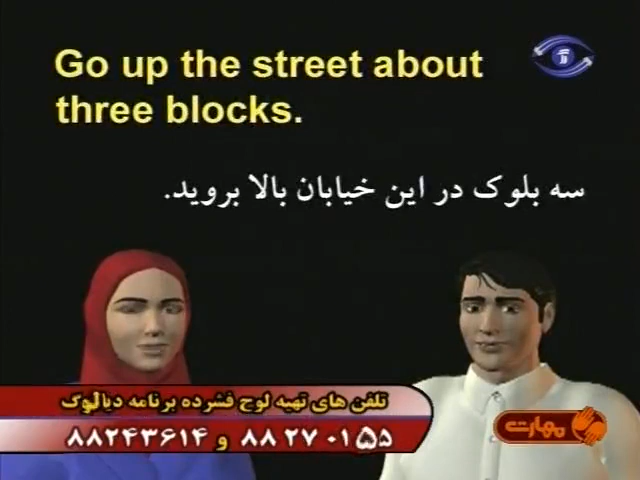 Go up the street about
three blocks.
سه بلوک در این خیابان بالا بروید.
تلفن های تهیه لوح فشرده برنامه دیالوگ
۸۸۲۴۳۶۱۴ و ۸۸۲۷۰۱۵۵
مهارت